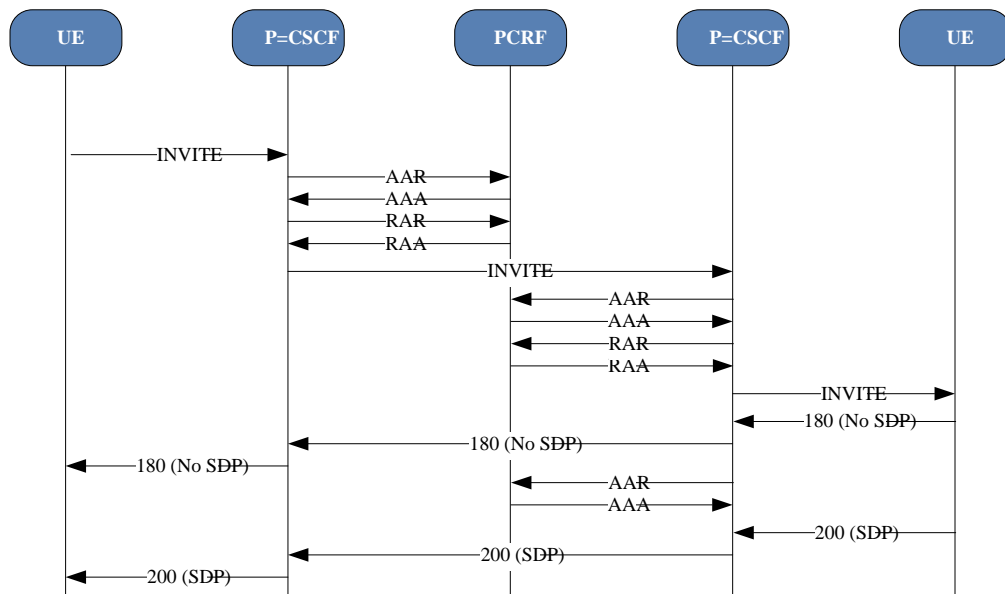 UE
P=CSCF
PCRF
P=CSCF
UE
INVITE
AAR
AAA
RAR
RAA
INVITE
AAR
AAA
RAR
RAA
INVITE
180 (No SDP)
180 (No SDP)
180 (No SDP)
AAR
AAA
200 (SDP)
200 (SDP)
200 (SDP)